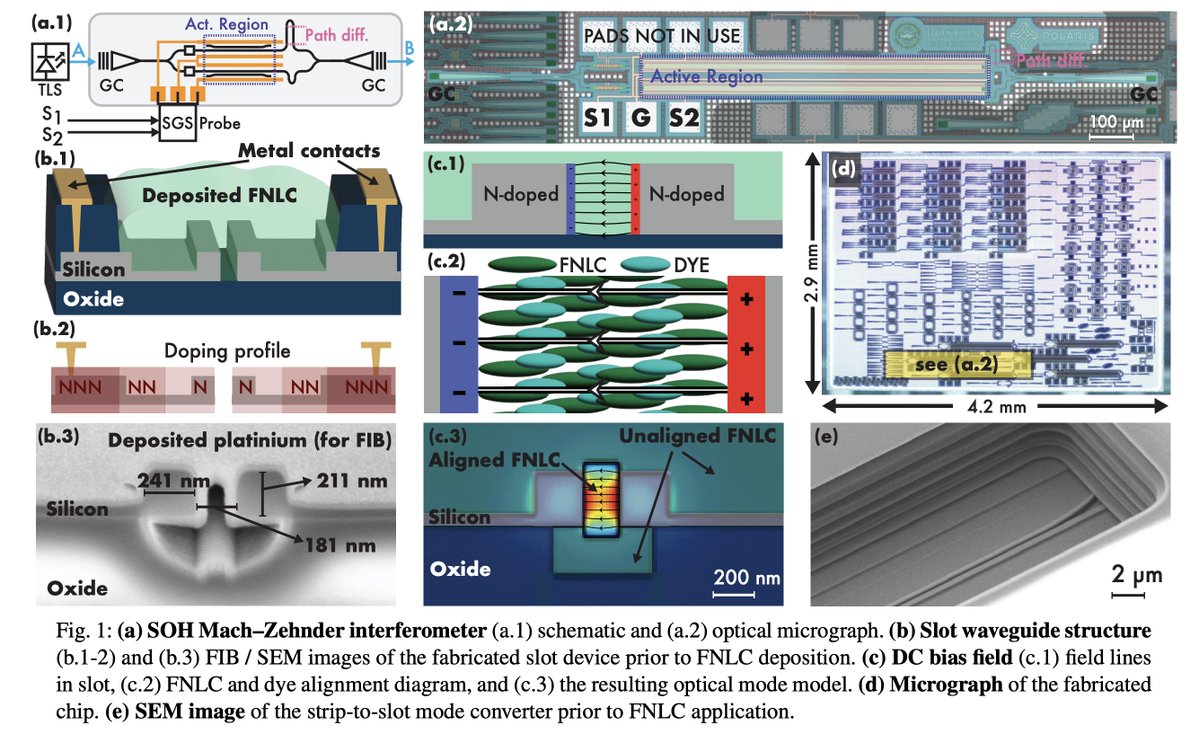 (a.1)
Act. Region
Path diff.
A
B
TLS
GC
GC
S1
S2
SGS
Probe
(a.2)
PADS NOT IN USE
POLARIS
Path diff.
Active Region
GC
GC
S1 G S2
100 µm
(b.1)
Metal contacts
Deposited FNLC
Silicon
Oxide
(b.2)
Doping profile
NNN NN N N NN NNN
(b.3)
Deposited platinium (for FIB)
241 nm
211 nm
Silicon
181 nm
Oxide
(c.1)
N-doped
N-doped
(c.2)
FNLC
DYE
− +
− +
− +
(c.3)
Unaligned FNLC
Aligned FNLC
Silicon
Oxide
200 nm
(d)
2.9 mm
see (a.2)
4.2 mm
(e)
2 µm
Fig. 1: (a) SOH Mach–Zehnder interferometer (a.1) schematic and (a.2) optical micrograph. (b) Slot waveguide structure
(b.1-2) and (b.3) FIB / SEM images of the fabricated slot device prior to FNLC deposition. (c) DC bias field (c.1) field lines
in slot, (c.2) FNLC and dye alignment diagram, and (c.3) the resulting optical mode model. (d) Micrograph of the fabricated
chip. (e) SEM image of the strip-to-slot mode converter prior to FNLC application.